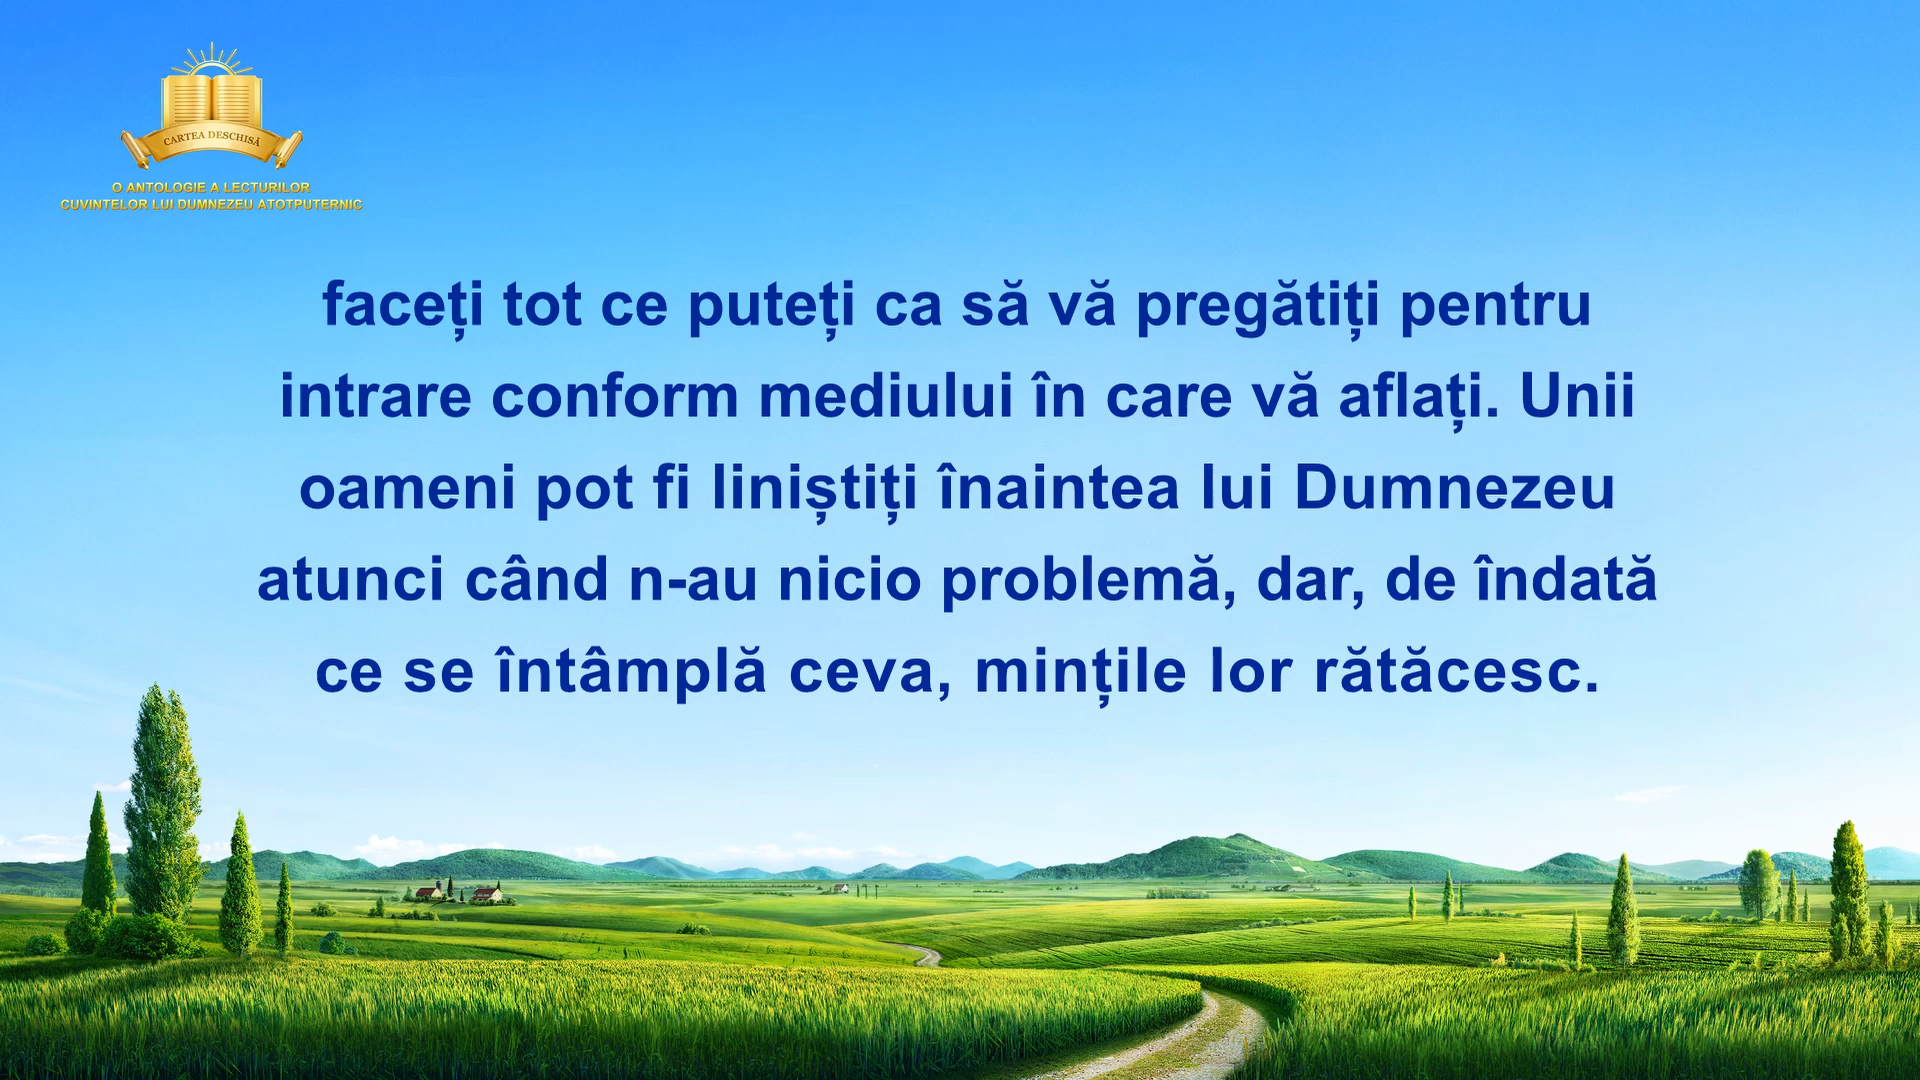 CARTEA DESCHISĂ
O ANTOLOGIE A LECTURILOR
CUVINTELOR LUI DUMNEZEU ATOTPUTERNIC
faceți tot ce puteți ca să vă pregătiți pentru
intrare conform mediului în care vă aflați. Unii
oameni pot fi liniștiți înaintea lui Dumnezeu
atunci când n-au nicio problemă, dar, de îndată
ce se întâmplă ceva, mințile lor rătăcesc.